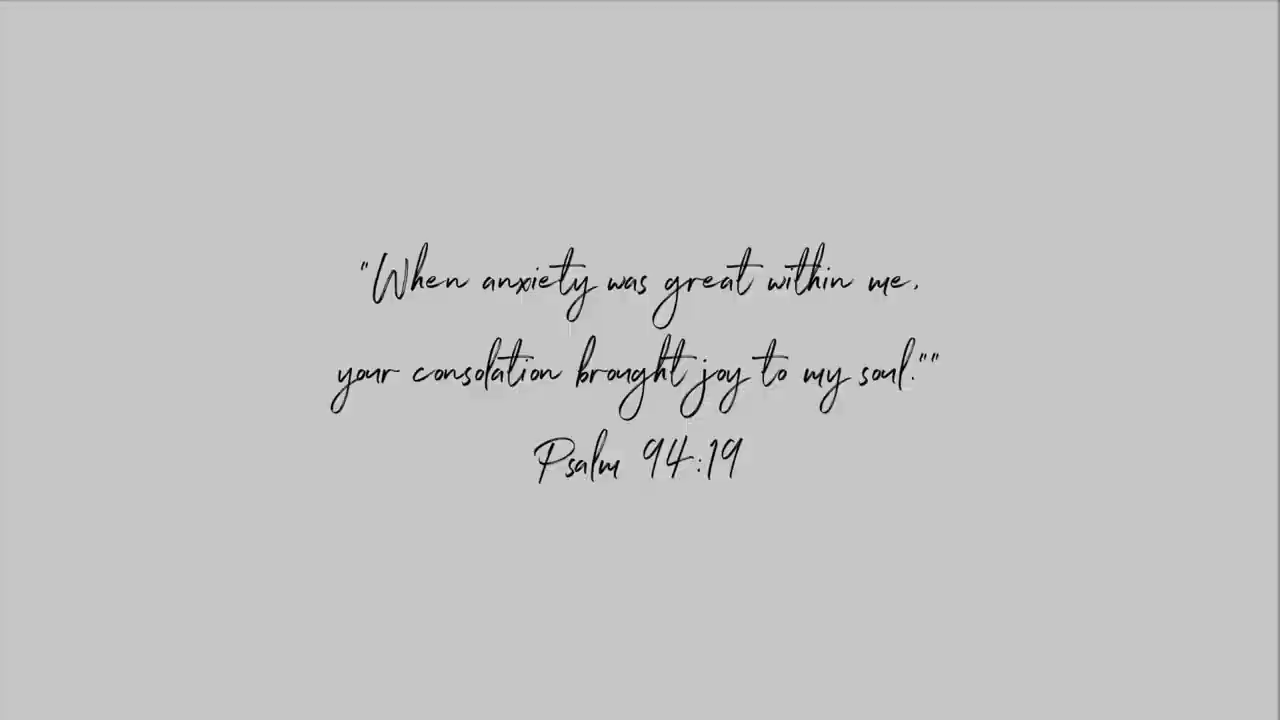 "When anxiety was great within me,
your consolation brought joy to my soul.""
Psalm 94:19